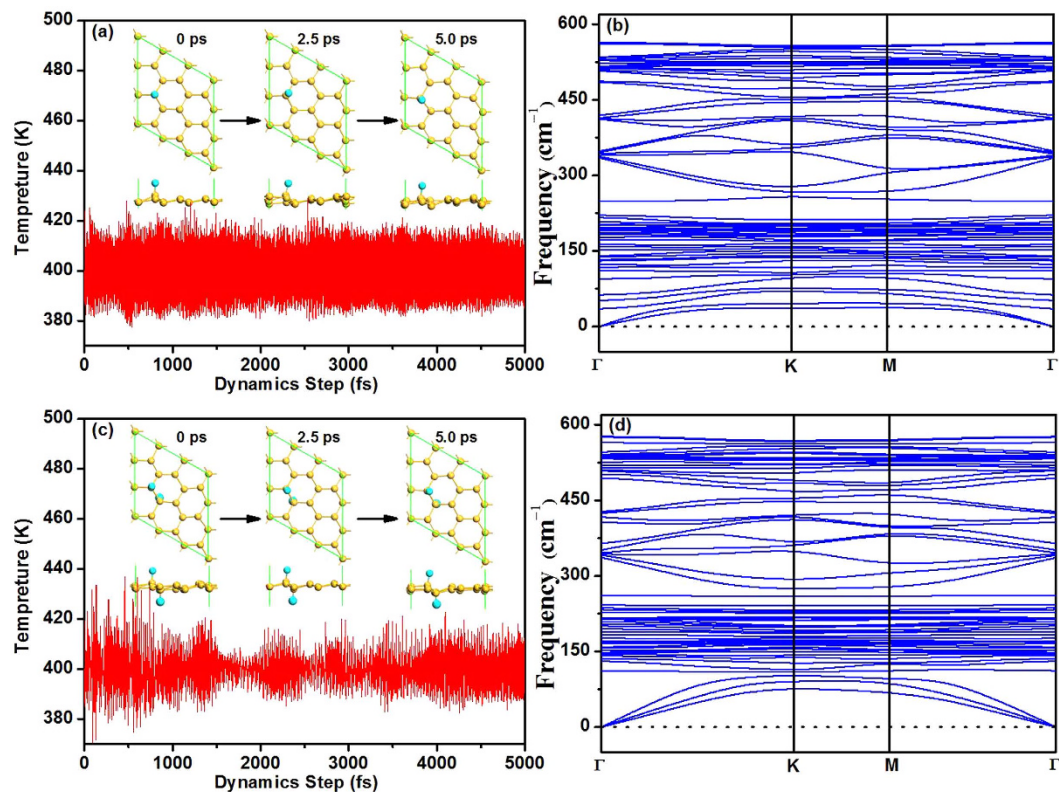 (a)
0 ps 2.5 ps 5.0 ps
500
480
460
440
420
400
380
Tempreture (K)
0 1000 2000 3000 4000 5000
Dynamics Step (fs)
(b)
600
450
300
150
0
Frequency (cm⁻¹)
Γ K M Γ
(c)
0 ps 2.5 ps 5.0 ps
500
480
460
440
420
400
380
Tempreture (K)
0 1000 2000 3000 4000 5000
Dynamics Step (fs)
(d)
600
450
300
150
0
Frequency (cm⁻¹)
Γ K M Γ